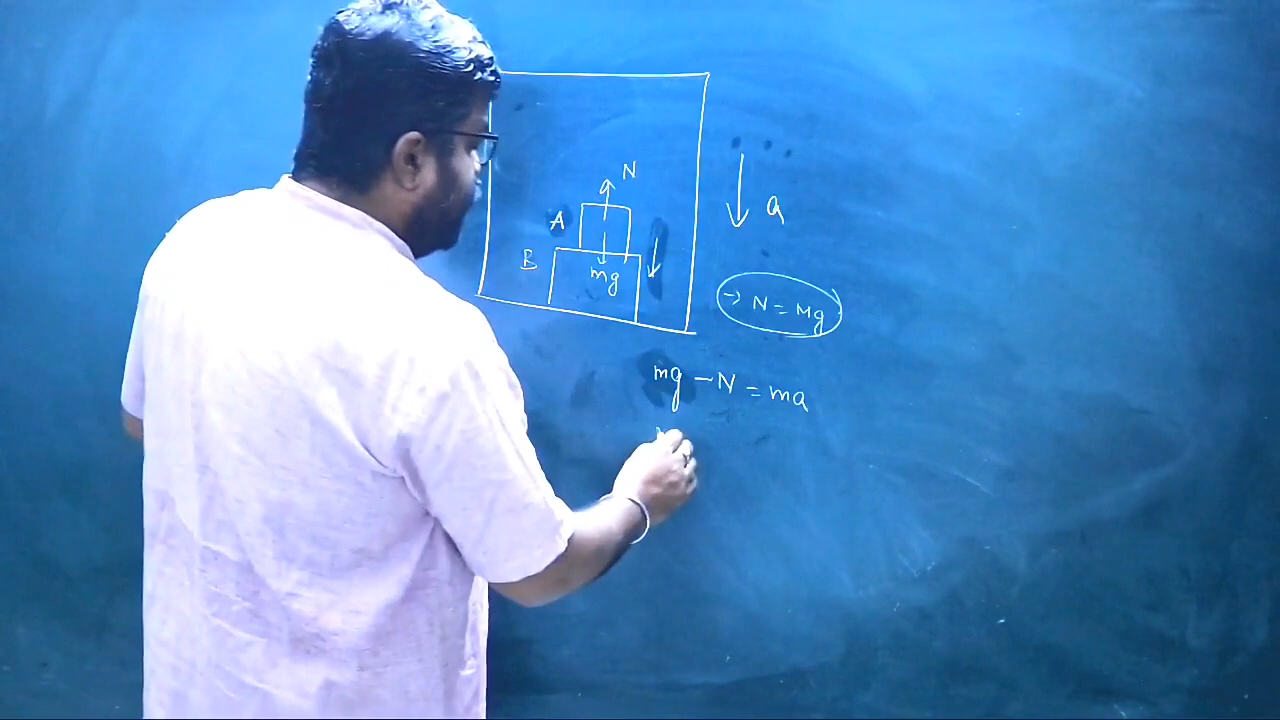 N
A
a
B
mg
→ N = Mg
mg − N = ma